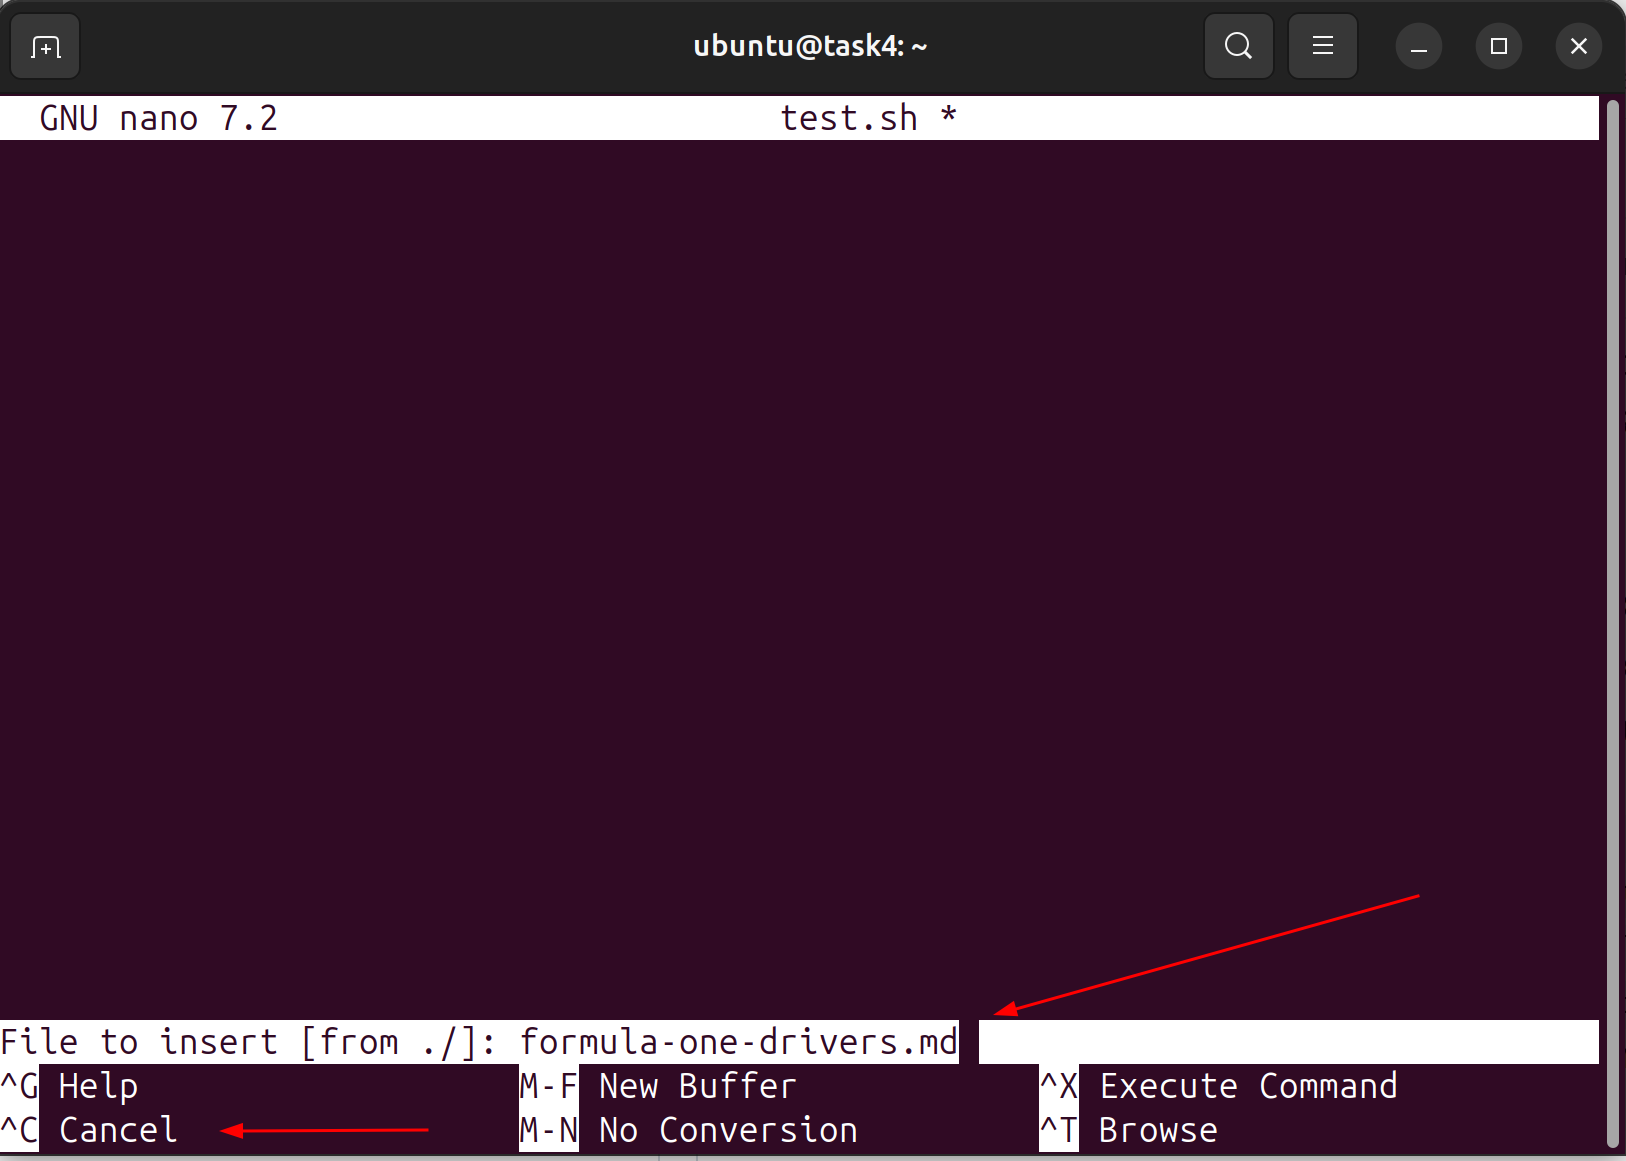 ubuntu@task4: ~
GNU nano 7.2 test.sh *
File to insert [from ./]: formula-one-drivers.md
^G Help M-F New Buffer ^X Execute Command
^C Cancel M-N No Conversion ^T Browse